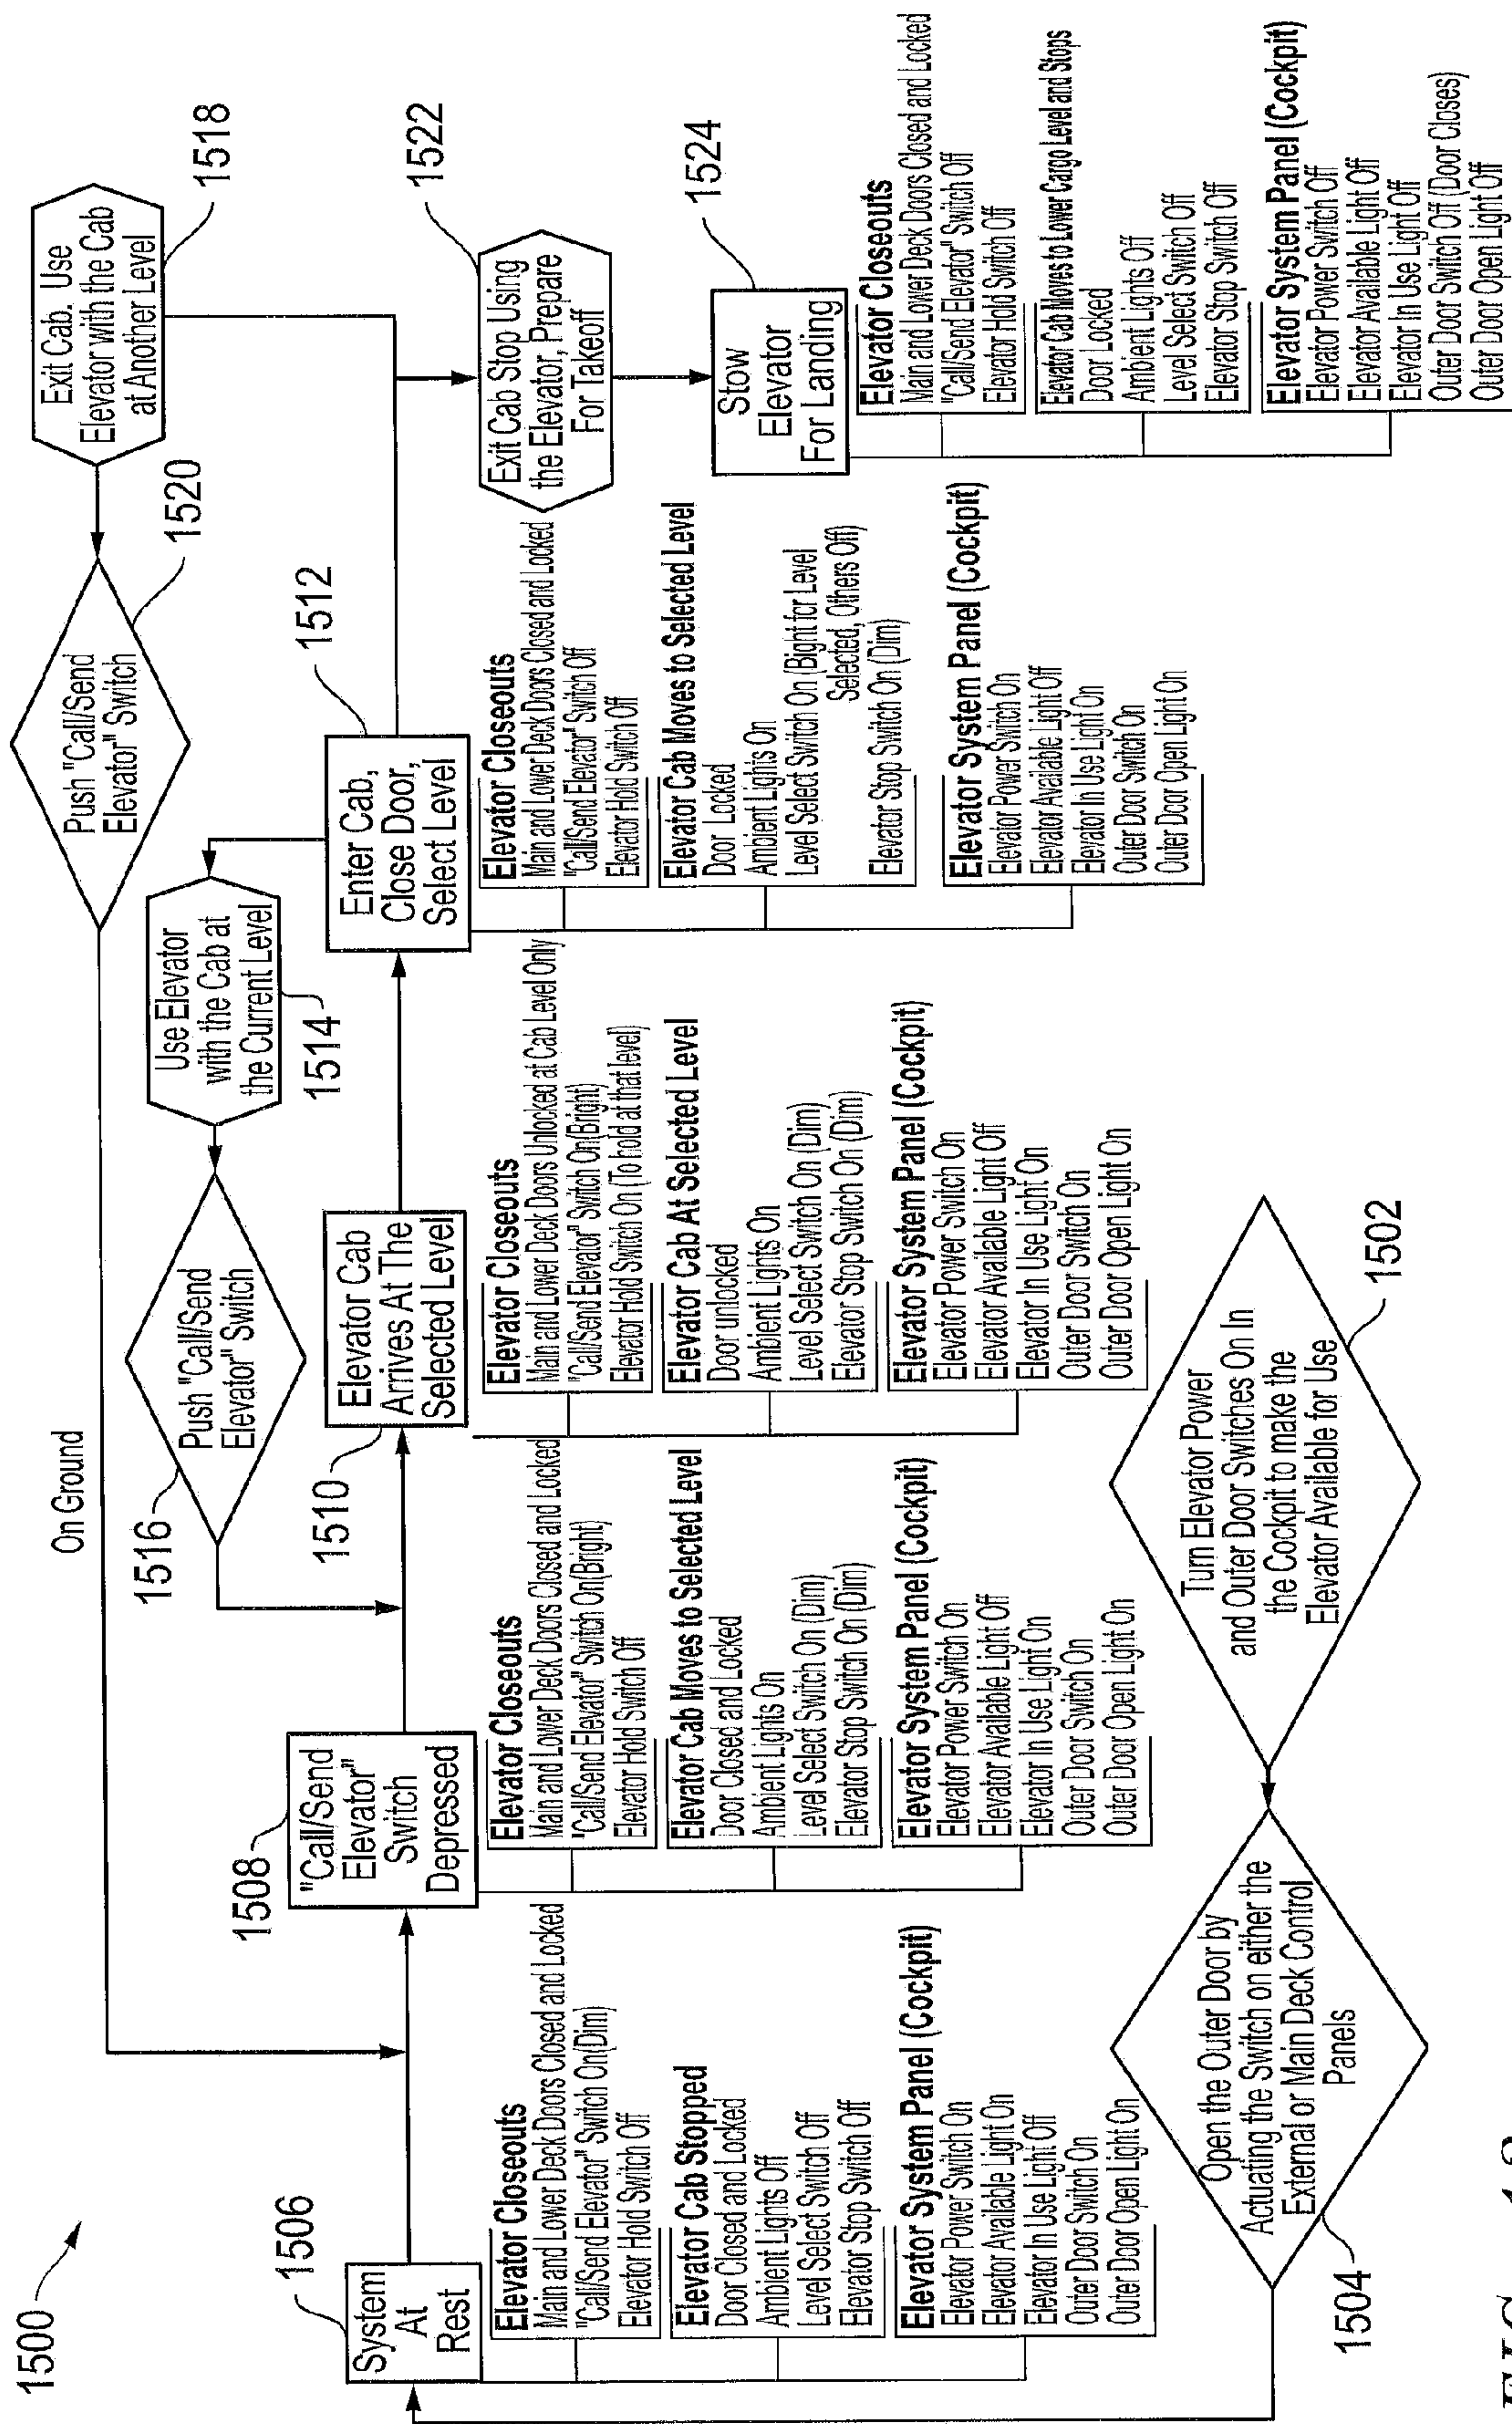 1500
On Ground
Exit Cab. Use
Elevator with the Cab
at Another Level
1518
Push "Call/Send
Elevator" Switch
1520
Use Elevator
with the Cab at
the Current Level
1514
Push "Call/Send
Elevator" Switch
1516
1506
System
At
Rest
Elevator Closeouts
Main and Lower Deck Doors Closed and Locked
"Call/Send Elevator" Switch On(Dim)
Elevator Hold Switch Off
Elevator Cab Stopped
Door Closed and Locked
Ambient Lights Off
Level Select Switch Off
Elevator Stop Switch Off
Elevator System Panel (Cockpit)
Elevator Power Switch On
Elevator Available Light On
Elevator In Use Light Off
Outer Door Switch On
Outer Door Open Light On
1508
"Call/Send
Elevator"
Switch
Depressed
Elevator Closeouts
Main and Lower Deck Doors Closed and Locked
"Call/Send Elevator" Switch On(Bright)
Elevator Hold Switch Off
Elevator Cab Moves to Selected Level
Door Closed and Locked
Ambient Lights On
Level Select Switch On (Dim)
Elevator Stop Switch On (Dim)
Elevator System Panel (Cockpit)
Elevator Power Switch On
Elevator Available Light Off
Elevator In Use Light On
Outer Door Switch On
Outer Door Open Light On
1510
Elevator Cab
Arrives At The
Selected Level
Elevator Closeouts
Main and Lower Deck Doors Unlocked at Cab Level Only
"Call/Send Elevator" Switch On(Bright)
Elevator Hold Switch On (To hold at that level)
Elevator Cab At Selected Level
Door unlocked
Ambient Lights On
Level Select Switch On (Dim)
Elevator Stop Switch On (Dim)
Elevator System Panel (Cockpit)
Elevator Power Switch On
Elevator Available Light Off
Elevator In Use Light On
Outer Door Switch On
Outer Door Open Light On
1512
Enter Cab,
Close Door,
Select Level
Elevator Closeouts
Main and Lower Deck Doors Closed and Locked
"Call/Send Elevator" Switch Off
Elevator Hold Switch Off
Elevator Cab Moves to Selected Level
Door Locked
Ambient Lights On
Level Select Switch On (Bight for Level
Selected, Others Off)
Elevator Stop Switch On (Dim)
Elevator System Panel (Cockpit)
Elevator Power Switch On
Elevator Available Light Off
Elevator In Use Light On
Outer Door Switch On
Outer Door Open Light On
1522
Exit Cab Stop Using
the Elevator, Prepare
For Takeoff
1524
Stow
Elevator
For Landing
Elevator Closeouts
Main and Lower Deck Doors Closed and Locked
"Call/Send Elevator" Switch Off
Elevator Hold Switch Off
Elevator Cab Moves to Lower Cargo Level and Stops
Door Locked
Ambient Lights Off
Level Select Switch Off
Elevator Stop Switch Off
Elevator System Panel (Cockpit)
Elevator Power Switch Off
Elevator Available Light Off
Elevator In Use Light Off
Outer Door Switch Off (Door Closes)
Outer Door Open Light Off
Open the Outer Door by
Actuating the Switch on either the
External or Main Deck Control
Panels
1504
Turn Elevator Power
and Outer Door Switches On In
the Cockpit to make the
Elevator Available for Use
1502